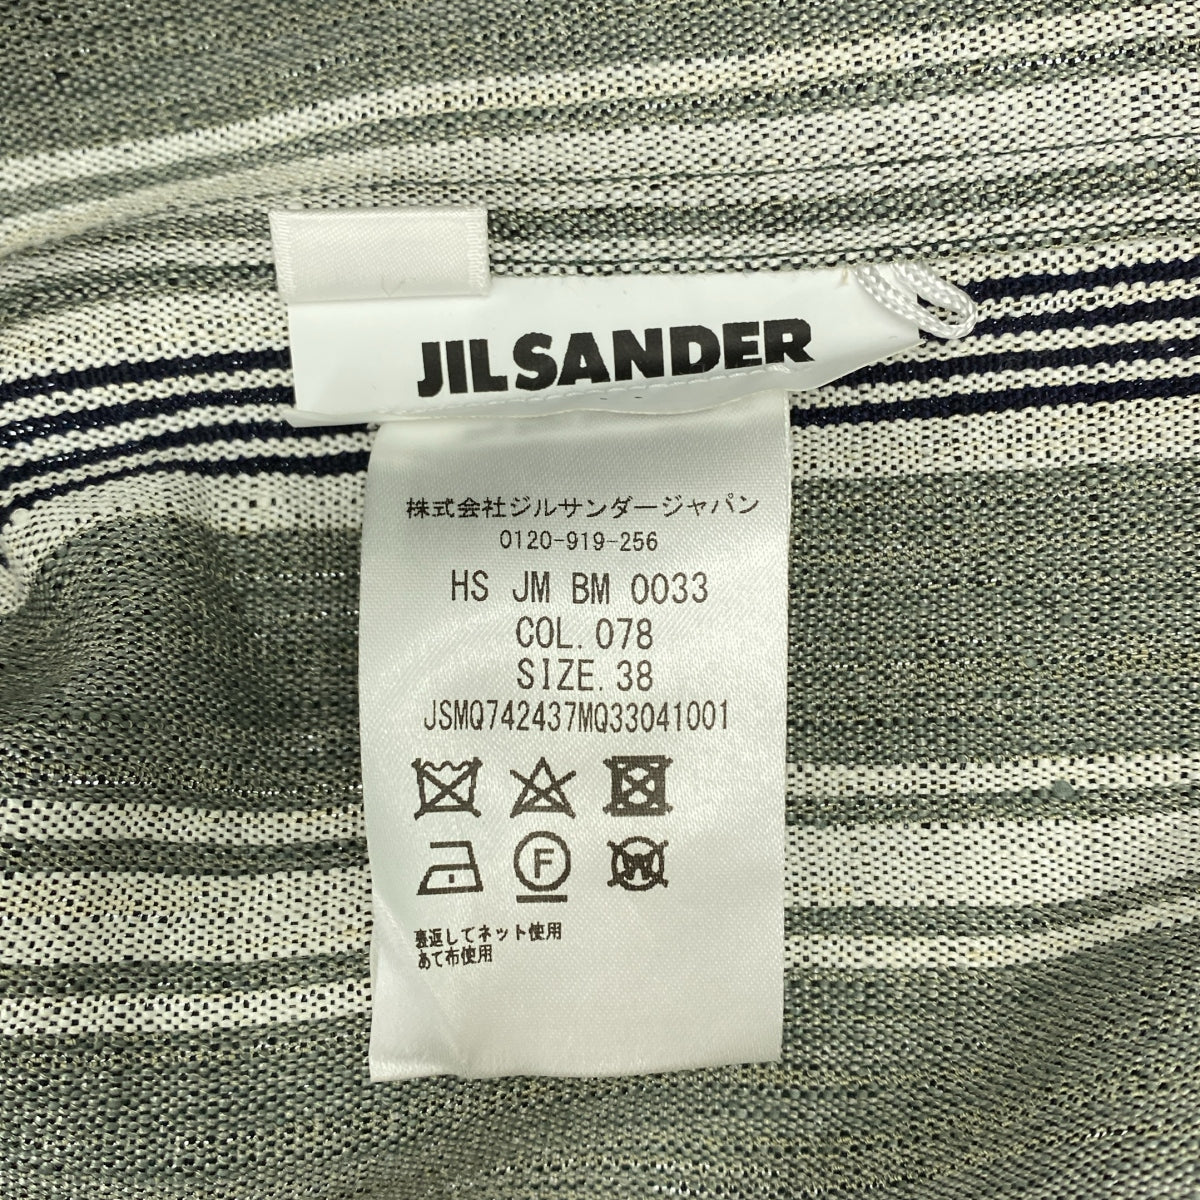 JIL SANDER
株式会社ジルサンダージャパン
0120-919-256
HS JM BM 0033
COL. 078
SIZE. 38
JSMQ742437MQ33041001
F
W
裏返してネット使用
あて布使用